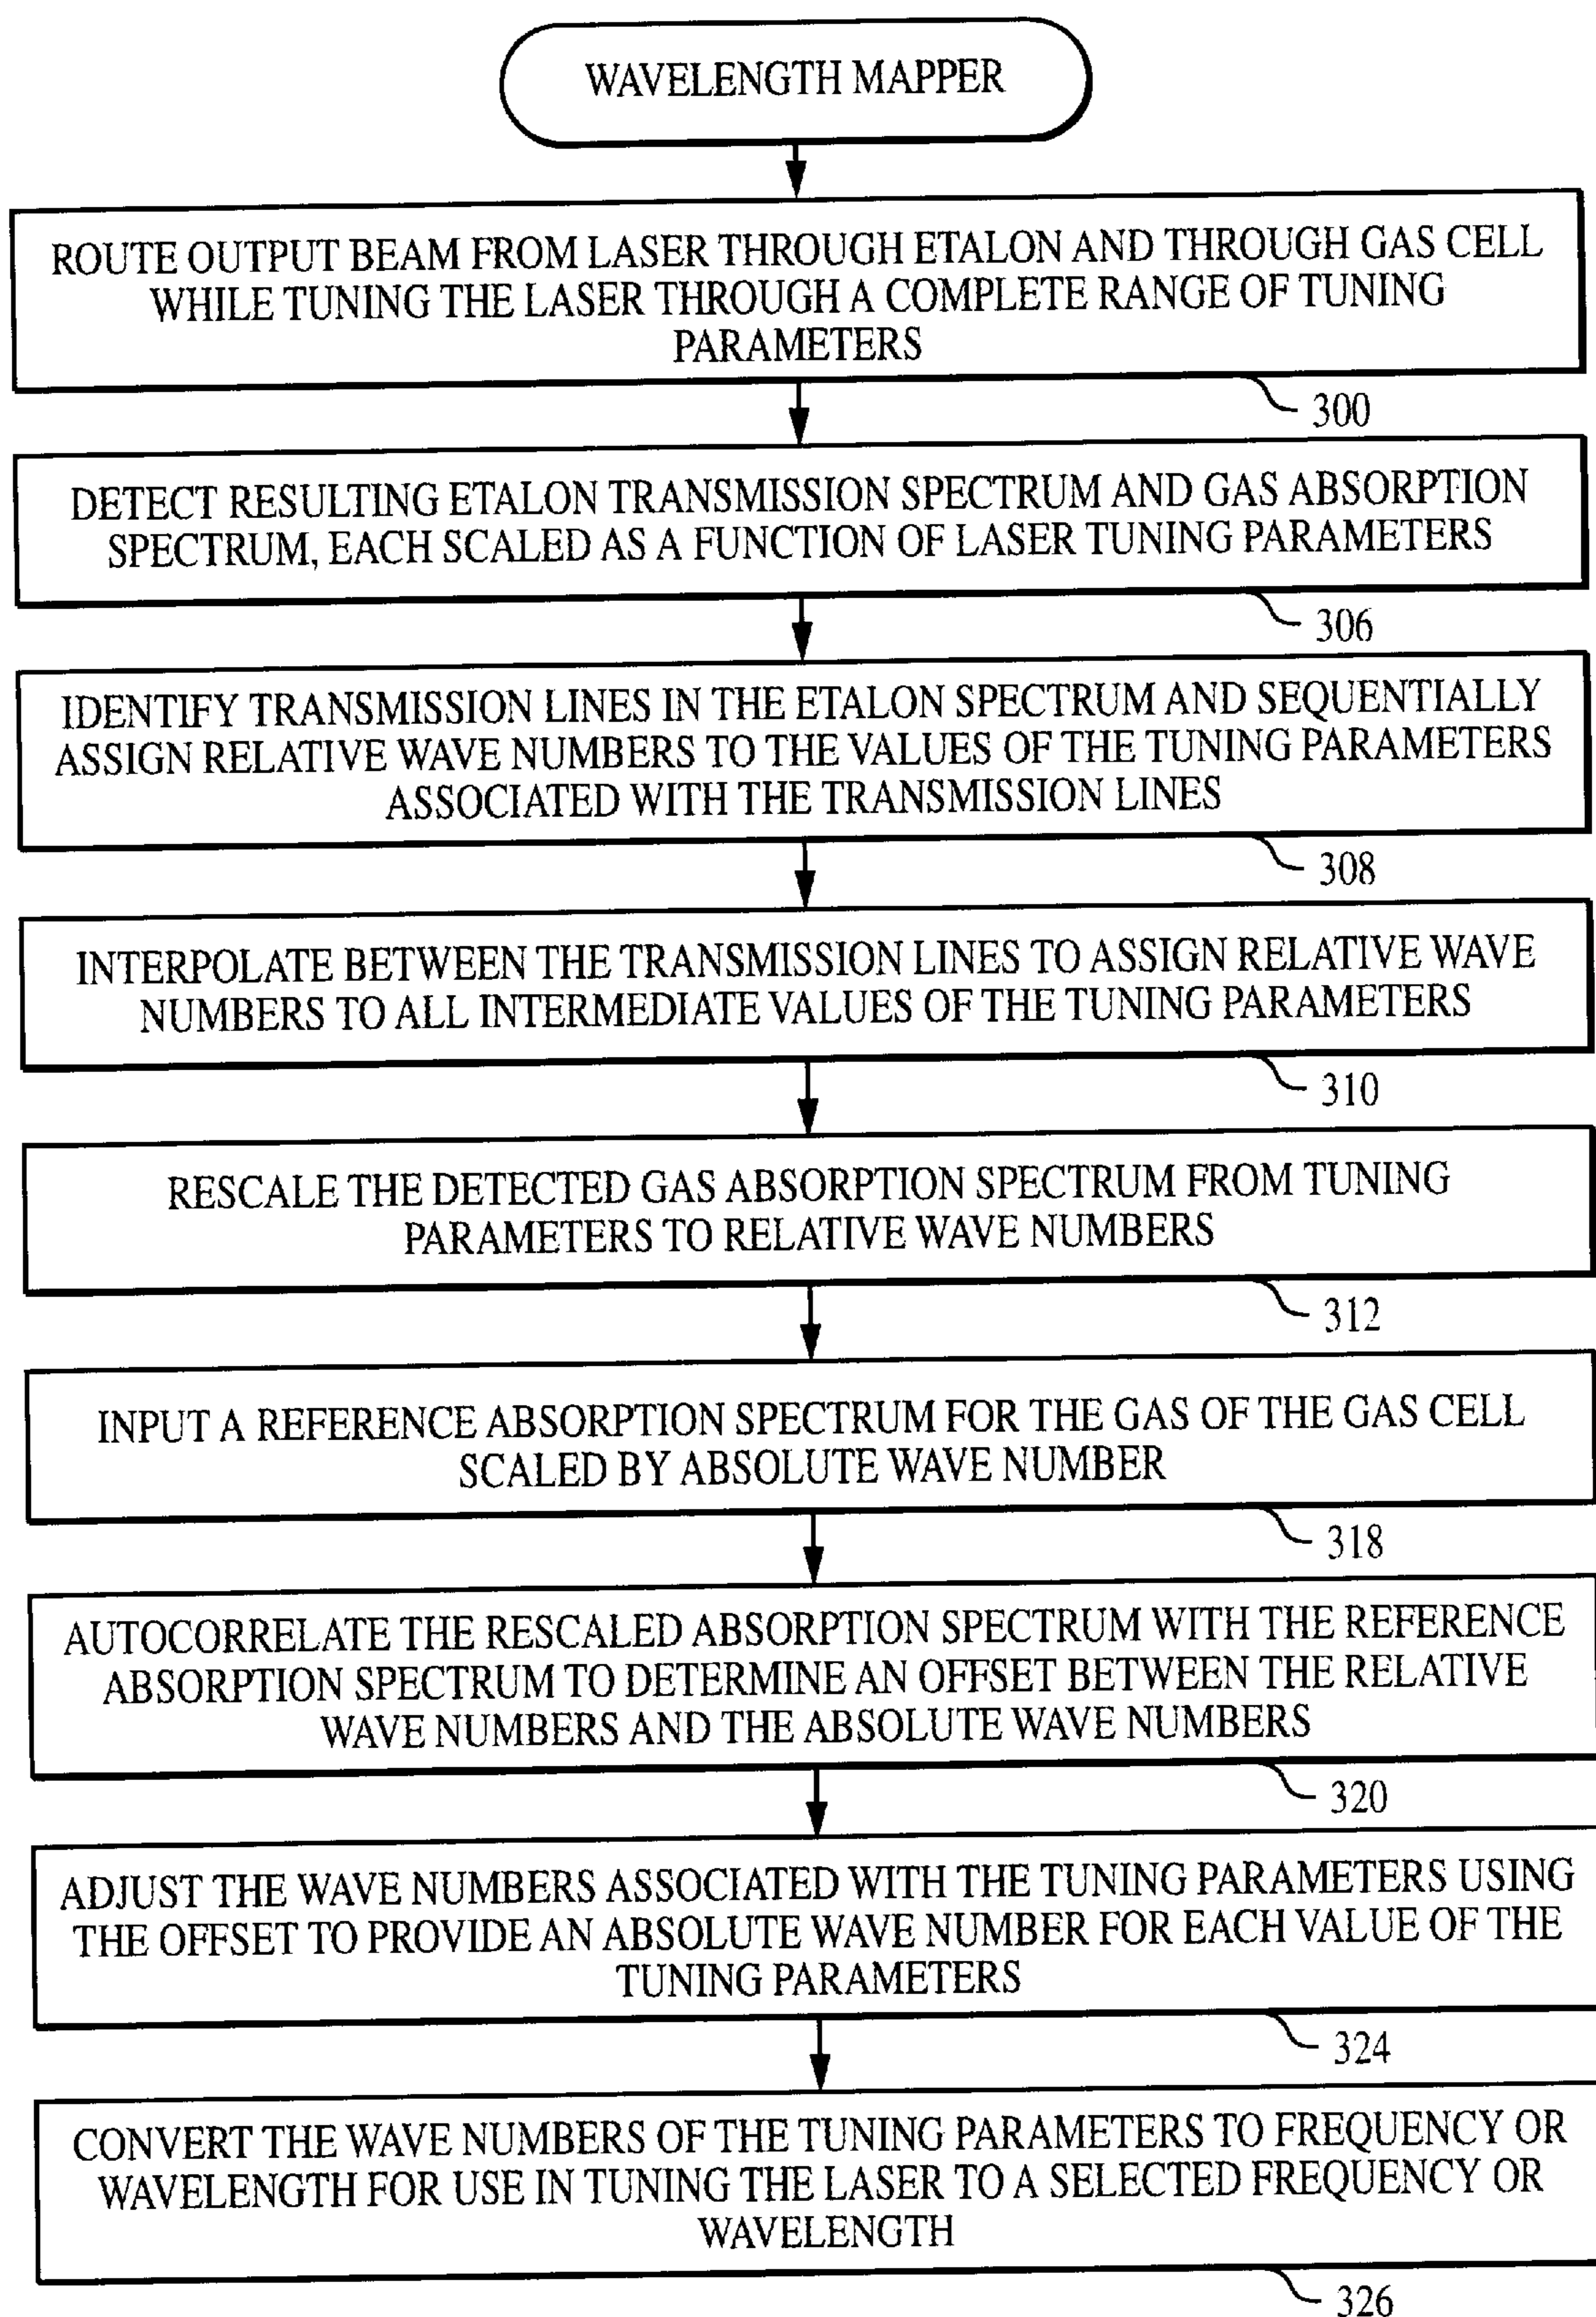 WAVELENGTH MAPPER
ROUTE OUTPUT BEAM FROM LASER THROUGH ETALON AND THROUGH GAS CELL
WHILE TUNING THE LASER THROUGH A COMPLETE RANGE OF TUNING
PARAMETERS
300
DETECT RESULTING ETALON TRANSMISSION SPECTRUM AND GAS ABSORPTION
SPECTRUM, EACH SCALED AS A FUNCTION OF LASER TUNING PARAMETERS
306
IDENTIFY TRANSMISSION LINES IN THE ETALON SPECTRUM AND SEQUENTIALLY
ASSIGN RELATIVE WAVE NUMBERS TO THE VALUES OF THE TUNING PARAMETERS
ASSOCIATED WITH THE TRANSMISSION LINES
308
INTERPOLATE BETWEEN THE TRANSMISSION LINES TO ASSIGN RELATIVE WAVE
NUMBERS TO ALL INTERMEDIATE VALUES OF THE TUNING PARAMETERS
310
RESCALE THE DETECTED GAS ABSORPTION SPECTRUM FROM TUNING
PARAMETERS TO RELATIVE WAVE NUMBERS
312
INPUT A REFERENCE ABSORPTION SPECTRUM FOR THE GAS OF THE GAS CELL
SCALED BY ABSOLUTE WAVE NUMBER
318
AUTOCORRELATE THE RESCALED ABSORPTION SPECTRUM WITH THE REFERENCE
ABSORPTION SPECTRUM TO DETERMINE AN OFFSET BETWEEN THE RELATIVE
WAVE NUMBERS AND THE ABSOLUTE WAVE NUMBERS
320
ADJUST THE WAVE NUMBERS ASSOCIATED WITH THE TUNING PARAMETERS USING
THE OFFSET TO PROVIDE AN ABSOLUTE WAVE NUMBER FOR EACH VALUE OF THE
TUNING PARAMETERS
324
CONVERT THE WAVE NUMBERS OF THE TUNING PARAMETERS TO FREQUENCY OR
WAVELENGTH FOR USE IN TUNING THE LASER TO A SELECTED FREQUENCY OR
WAVELENGTH
326